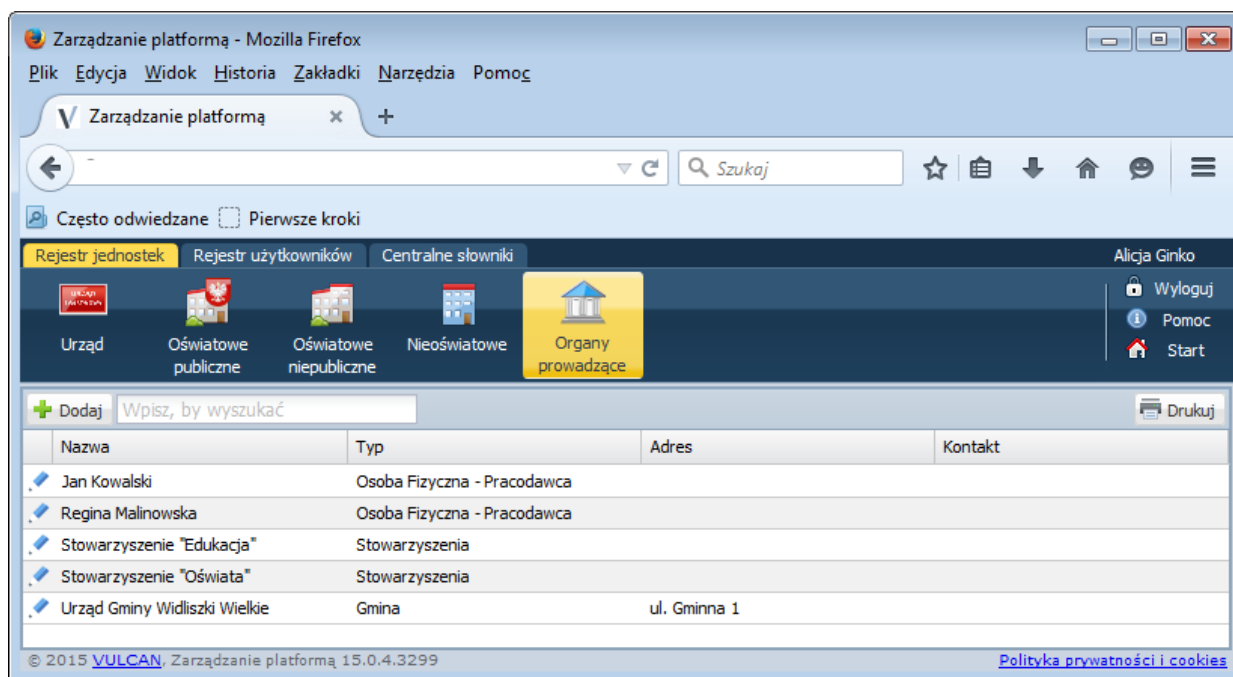 Zarządzanie platformą - Mozilla Firefox
Plik Edycja Widok Historia Zakładki Narzędzia Pomoc
Zarządzanie platformą
Szukaj
Często odwiedzane Pierwsze kroki
Rejestr jednostek Rejestr użytkowników Centralne słowniki Alicja Ginko
Wyloguj
Pomoc
Start
Urząd Oświatowe publiczne Oświatowe niepubliczne Nieoświatowe Organy prowadzące
Dodaj Wpisz, by wyszukać Drukuj
Nazwa Typ Adres Kontakt
Jan Kowalski Osoba Fizyczna - Pracodawca
Regina Malinowska Osoba Fizyczna - Pracodawca
Stowarzyszenie "Edukacja" Stowarzyszenia
Stowarzyszenie "Oświata" Stowarzyszenia
Urząd Gminy Widliszki Wielkie Gmina ul. Gminna 1
© 2015 VULCAN, Zarządzanie platformą 15.0.4.3299 Polityka prywatności i cookies